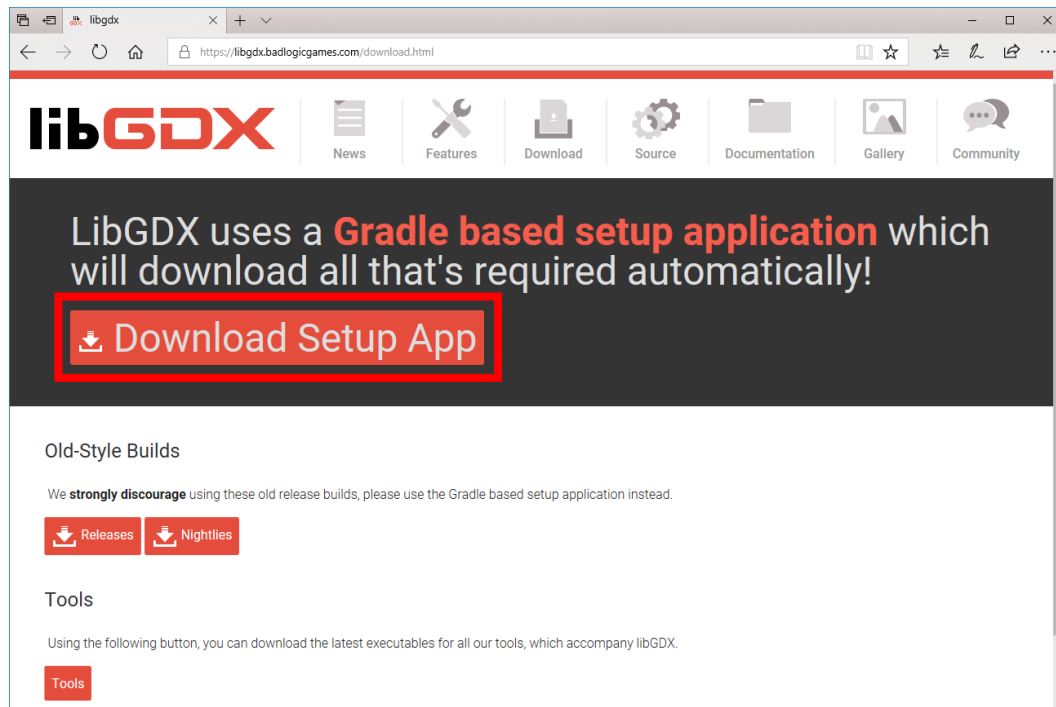 libgdx
https://libgdx.badlogicgames.com/download.html
libGDX
News
Features
Download
Source
Documentation
Gallery
Community
LibGDX uses a Gradle based setup application which
will download all that's required automatically!
Download Setup App
Old-Style Builds
We strongly discourage using these old release builds, please use the Gradle based setup application instead.
Releases
Nightlies
Tools
Using the following button, you can download the latest executables for all our tools, which accompany libGDX.
Tools